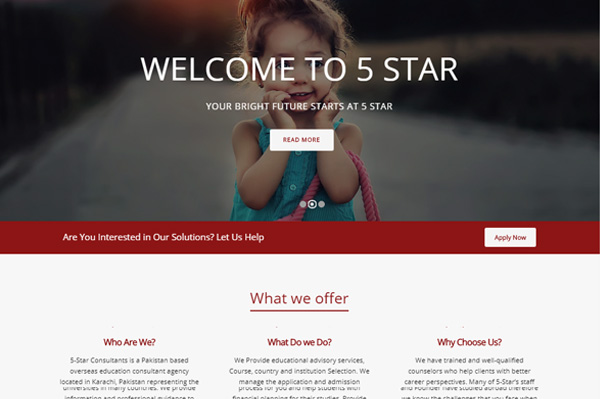 WELCOME TO 5 STAR
YOUR BRIGHT FUTURE STARTS AT 5 STAR
READ MORE
Are You Interested in Our Solutions? Let Us Help
Apply Now
What we offer
Who Are We?
5-Star Consultants is a Pakistan based
overseas education consultant agency
located in Karachi, Pakistan representing the
universities in many countries. We provide
information and professional guidance to
What Do we Do?
We Provide educational advisory services,
Course, country and institution Selection. We
manage the application and admission
process for you and help students with
financial planning for their studies. Provide
Why Choose Us?
We have trained and well-qualified
counselors who help clients with better
career perspectives. Many of 5-Star's staff
and Founder have studied abroad therefore
we know the challenges that you face when